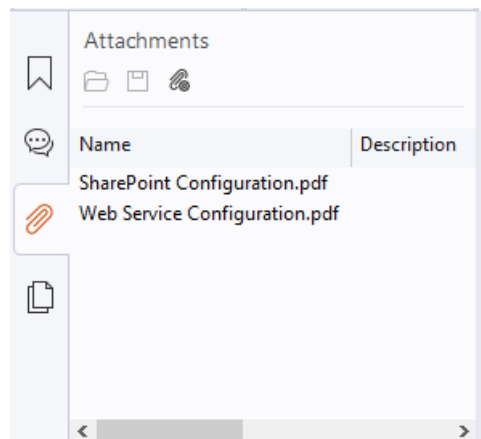 Attachments
Name Description
SharePoint Configuration.pdf
Web Service Configuration.pdf